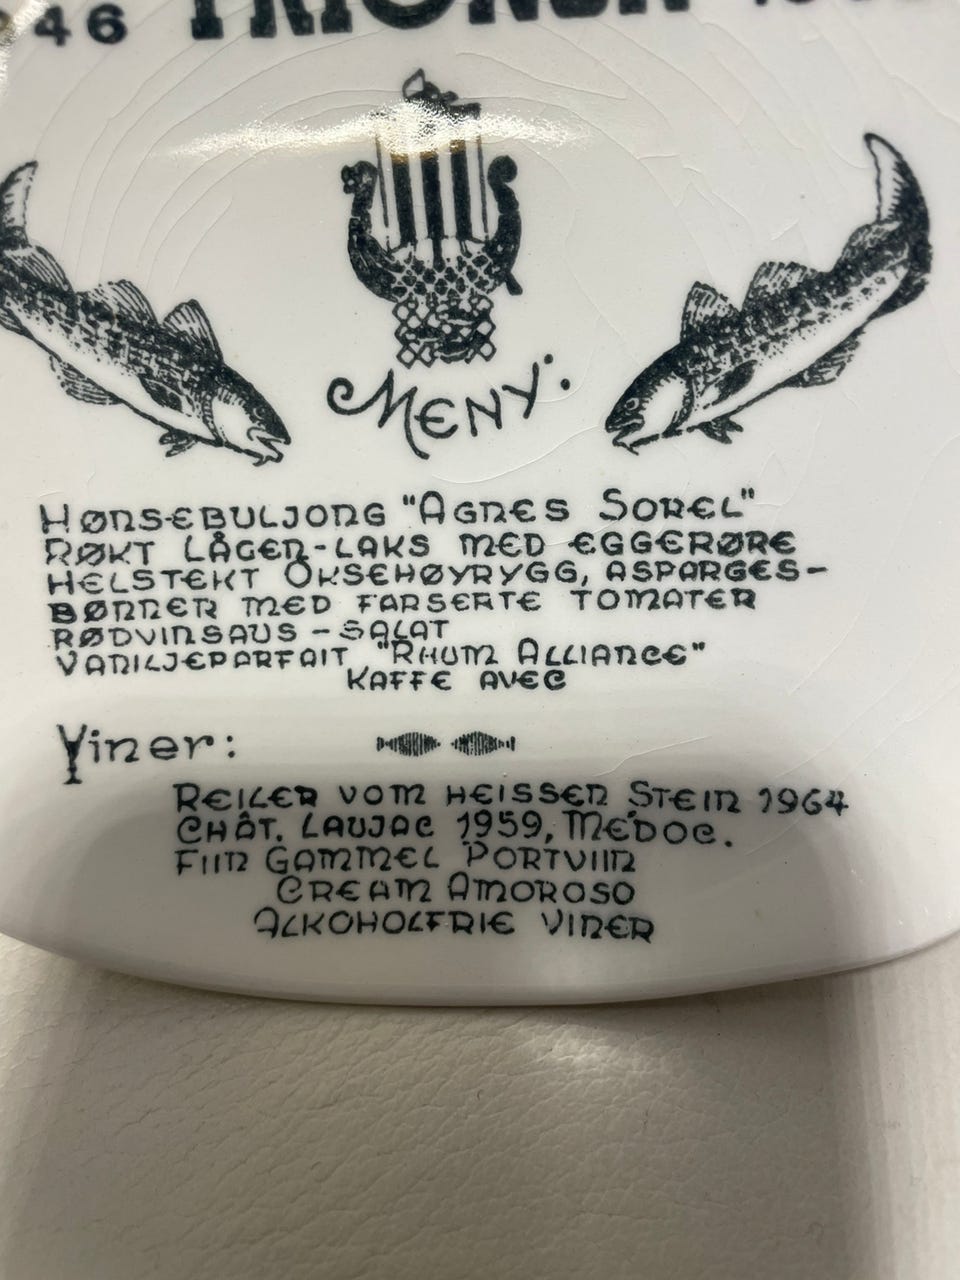 46
MENY:
HØNSEBULJONG "AGNES SOREL"
RØKT LÅGEN-LAKS MED EGGERØRE
HELSTEKT OKSEHØYRYGG, ASPARGES-
BØNNER MED FARSERTE TOMATER
RØDVINSAUS - SALAT
VANILJEPARFAIT "RHUM ALLIANCE"
KAFFE AVEC
Viner:
REILER VOM HEISSEN STEIN 1964
CHÂT. LAUJAC 1959, MÉDOC.
FIIN GAMMEL PORTVIIN
CREAM AMOROSO
ALKOHOLFRIE VINER